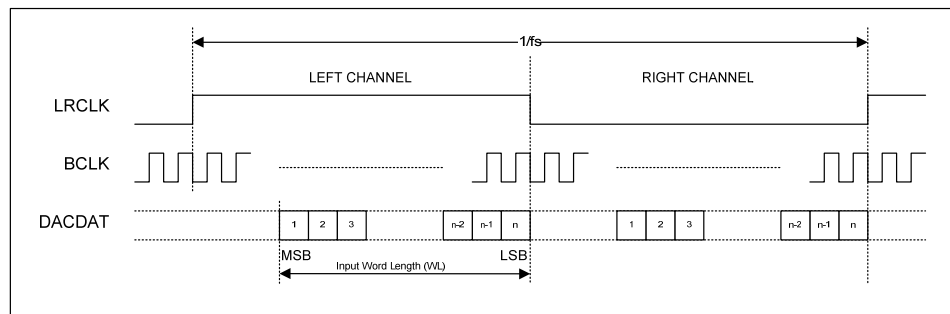 1/fs
LEFT CHANNEL RIGHT CHANNEL
LRCLK
BCLK
DACDAT 1 2 3 n-2 n-1 n 1 2 3 n-2 n-1 n
MSB LSB
Input Word Length (WL)